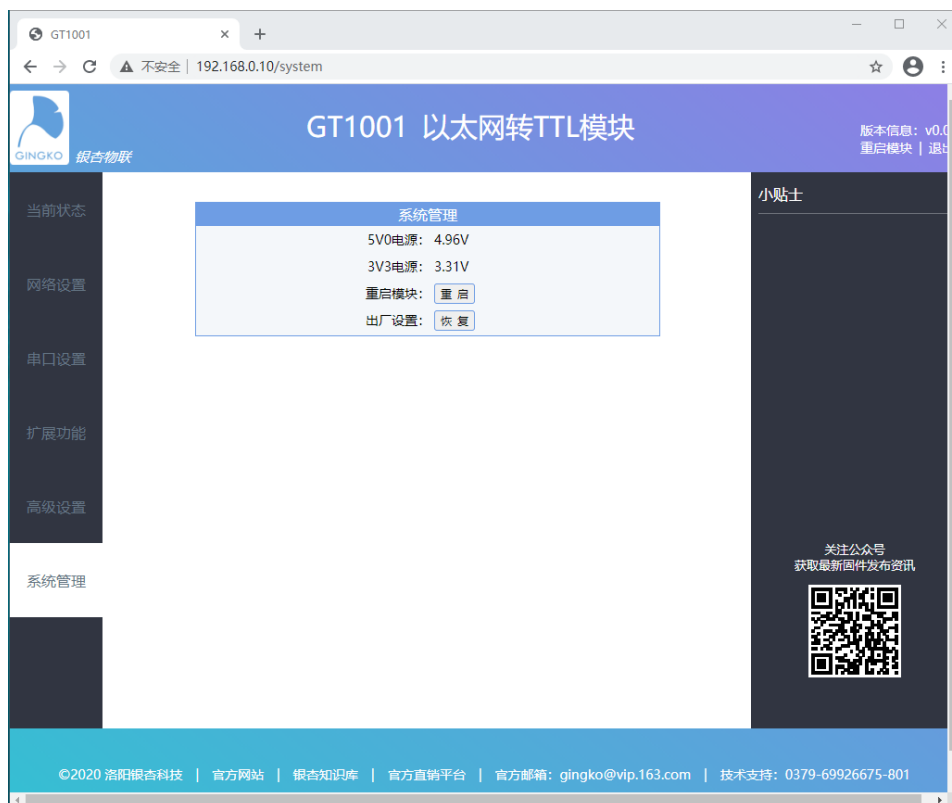 GT1001
不安全 | 192.168.0.10/system
GINGKO 银杏物联
GT1001 以太网转TTL模块
版本信息：v0.0
重启模块 | 退出
当前状态
网络设置
串口设置
扩展功能
高级设置
系统管理
系统管理
5V0电源： 4.96V
3V3电源： 3.31V
重启模块： 重 启
出厂设置： 恢 复
小贴士
关注公众号
获取最新固件发布资讯
©2020 洛阳银杏科技 | 官方网站 | 银杏知识库 | 官方直销平台 | 官方邮箱：gingko@vip.163.com | 技术支持：0379-69926675-801